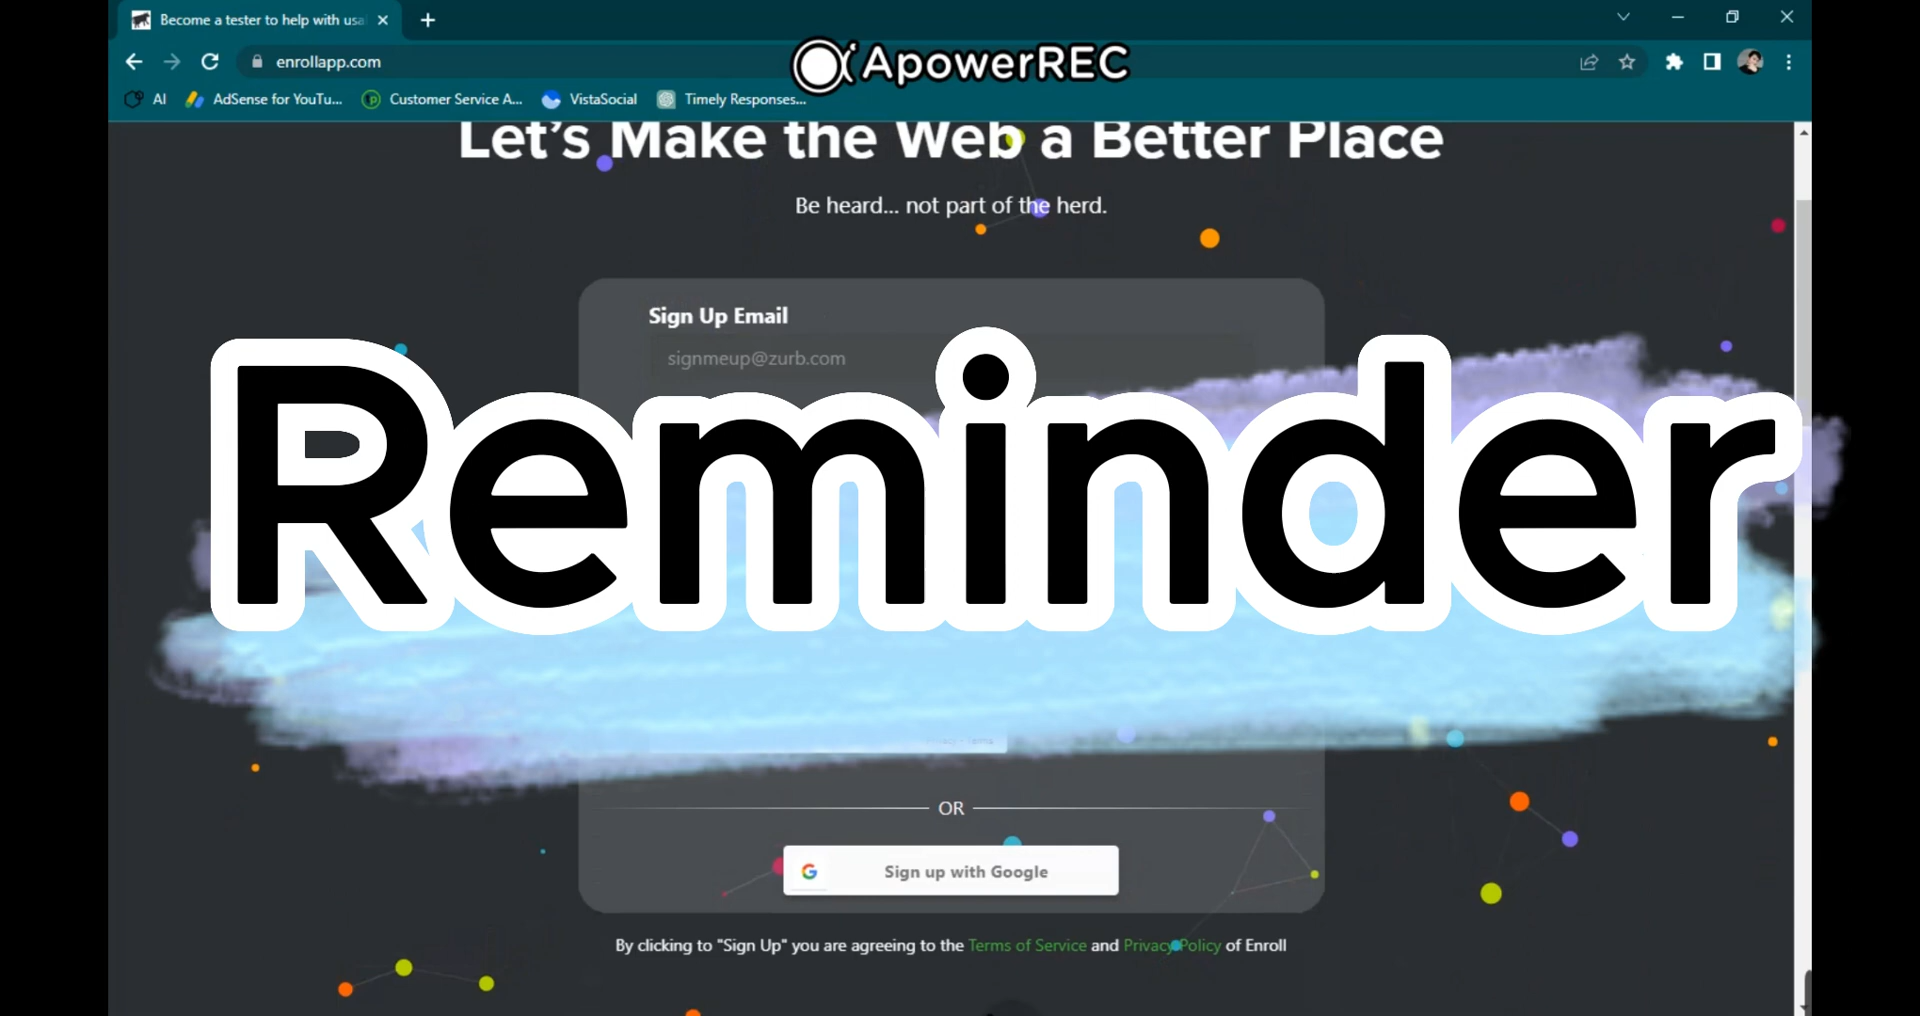 Become a tester to help with usa
enrollapp.com
ApowerREC
AI
AdSense for YouTu...
Customer Service A...
VistaSocial
Timely Responses...
Let's Make the Web a Better Place
Be heard... not part of the herd.
Sign Up Email
signmeup@zurb.com
Reminder
OR
Sign up with Google
By clicking to "Sign Up" you are agreeing to the Terms of Service and Privacy Policy of Enroll